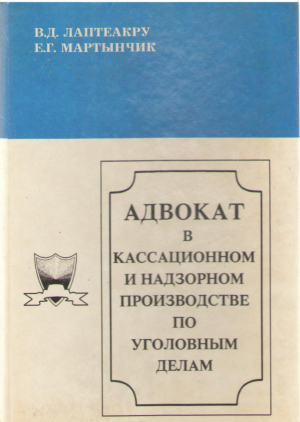 В.Д. ЛАПТЕАКРУ
Е.Г. МАРТЫНЧИК
АДВОКАТ
В
КАССАЦИОННОМ
И НАДЗОРНОМ
ПРОИЗВОДСТВЕ
ПО
УГОЛОВНЫМ
ДЕЛАМ